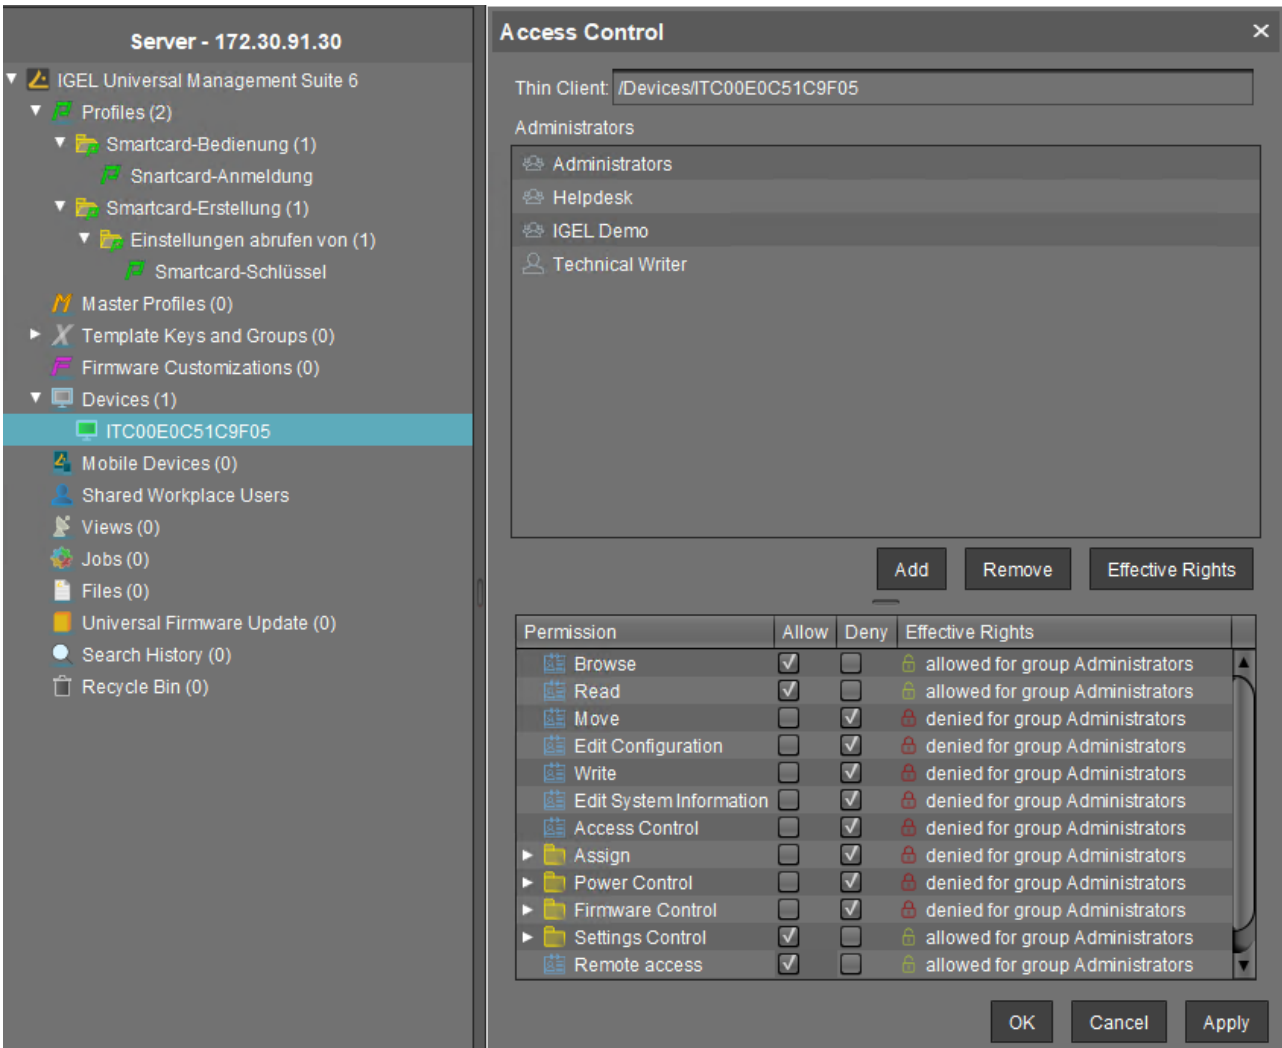 Server - 172.30.91.30
IGEL Universal Management Suite 6
Profiles (2)
Smartcard-Bedienung (1)
Snartcard-Anmeldung
Smartcard-Erstellung (1)
Einstellungen abrufen von (1)
Smartcard-Schlüssel
Master Profiles (0)
Template Keys and Groups (0)
Firmware Customizations (0)
Devices (1)
ITC00E0C51C9F05
Mobile Devices (0)
Shared Workplace Users
Views (0)
Jobs (0)
Files (0)
Universal Firmware Update (0)
Search History (0)
Recycle Bin (0)
Access Control
Thin Client: /Devices/ITC00E0C51C9F05
Administrators
Administrators
Helpdesk
IGEL Demo
Technical Writer
Add Remove Effective Rights
Permission Allow Deny Effective Rights
Browse allowed for group Administrators
Read allowed for group Administrators
Move denied for group Administrators
Edit Configuration denied for group Administrators
Write denied for group Administrators
Edit System Information denied for group Administrators
Access Control denied for group Administrators
Assign denied for group Administrators
Power Control denied for group Administrators
Firmware Control denied for group Administrators
Settings Control allowed for group Administrators
Remote access allowed for group Administrators
OK Cancel Apply